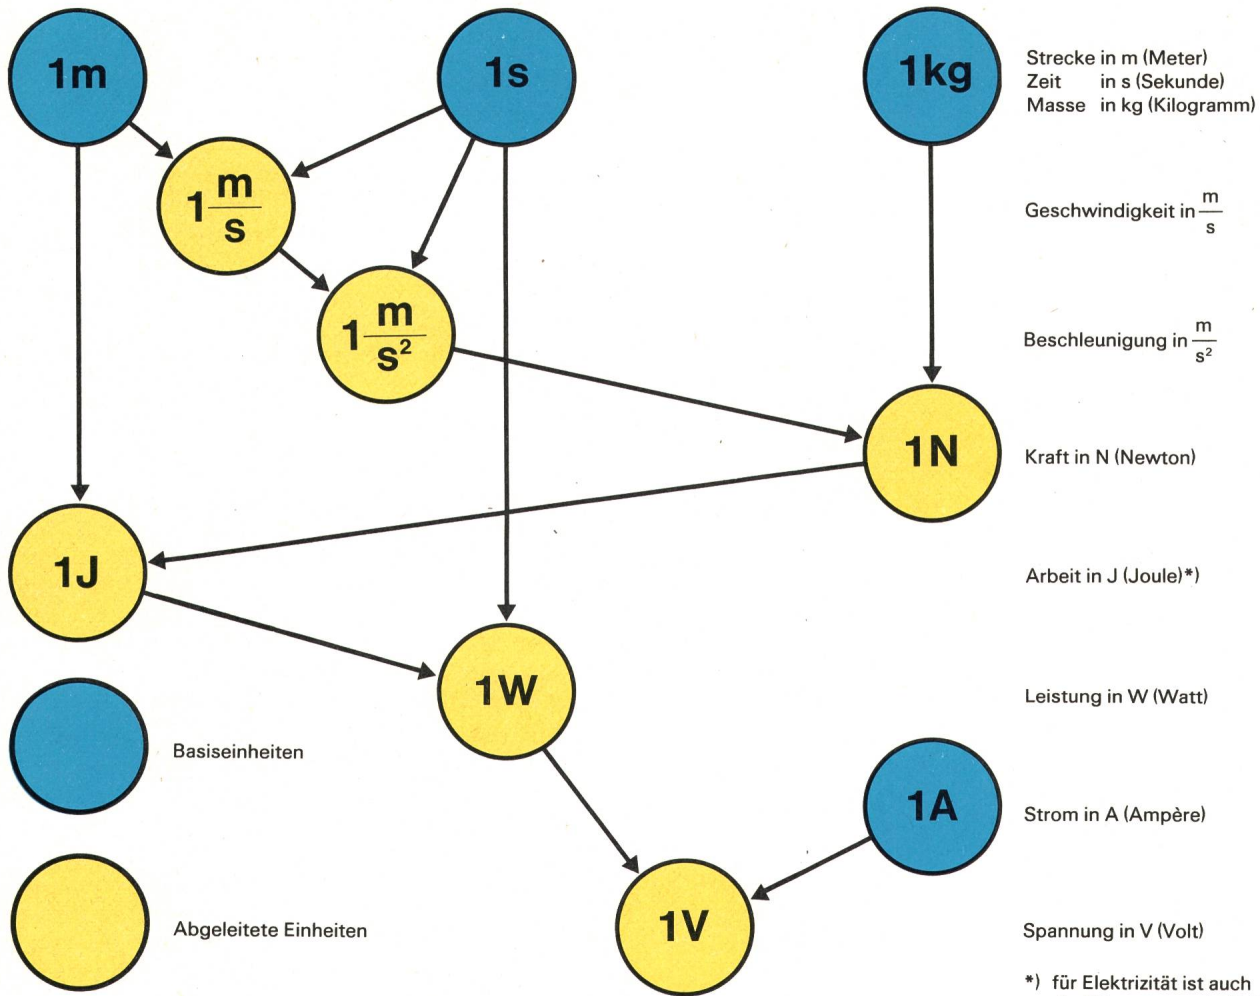 1m
1s
1kg
Strecke in m (Meter)
Zeit in s (Sekunde)
Masse in kg (Kilogramm)
1 m/s
Geschwindigkeit in m/s
1 m/s²
Beschleunigung in m/s²
1N
Kraft in N (Newton)
1J
Arbeit in J (Joule)*)
1W
Leistung in W (Watt)
Basiseinheiten
1A
Strom in A (Ampère)
Abgeleitete Einheiten
1V
Spannung in V (Volt)
*) für Elektrizität ist auch